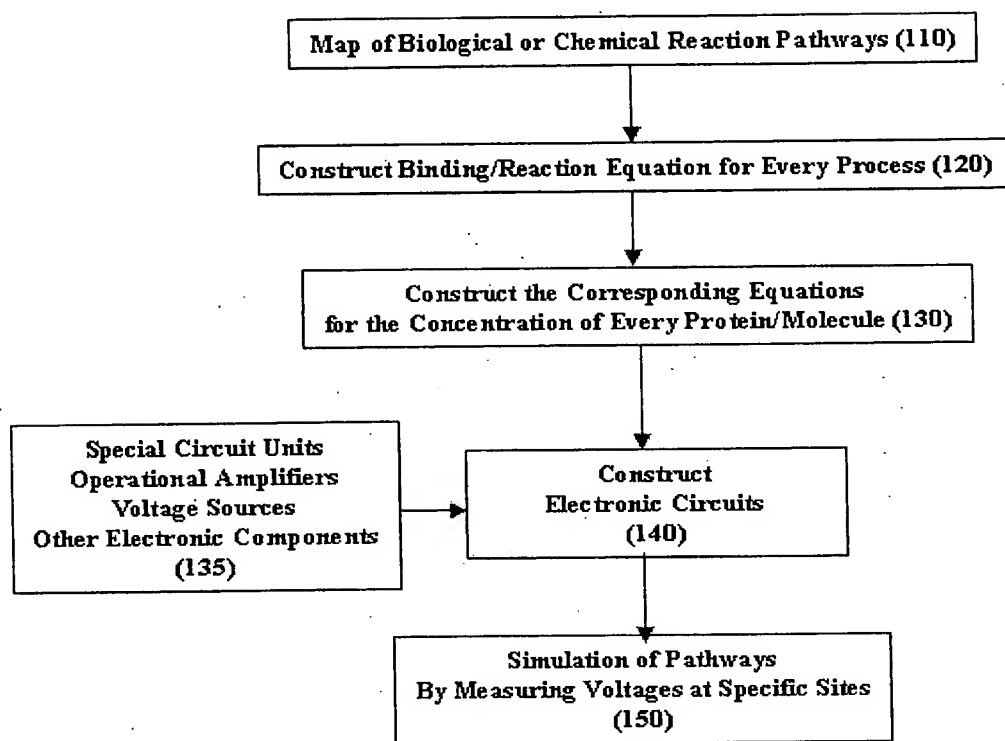 Map of Biological or Chemical Reaction Pathways (110)
Construct Binding/Reaction Equation for Every Process (120)
Construct the Corresponding Equations
for the Concentration of Every Protein/Molecule (130)
Special Circuit Units
Operational Amplifiers
Voltage Sources
Other Electronic Components
(135)
Construct
Electronic Circuits
(140)
Simulation of Pathways
By Measuring Voltages at Specific Sites
(150)